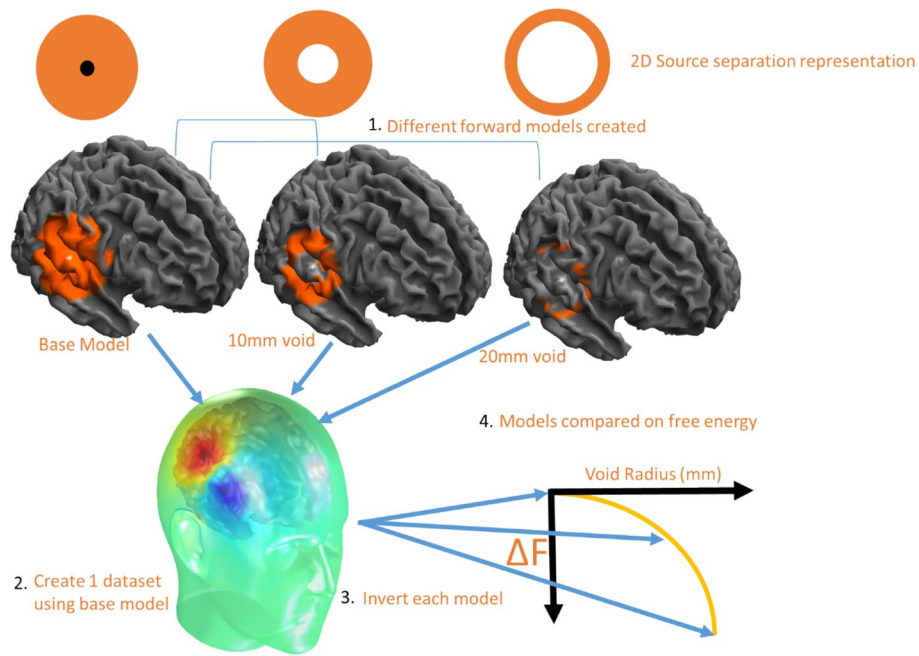 2D Source separation representation
1. Different forward models created
Base Model
10mm void
20mm void
4. Models compared on free energy
Void Radius (mm)
ΔF
2. Create 1 dataset
using base model
3. Invert each model